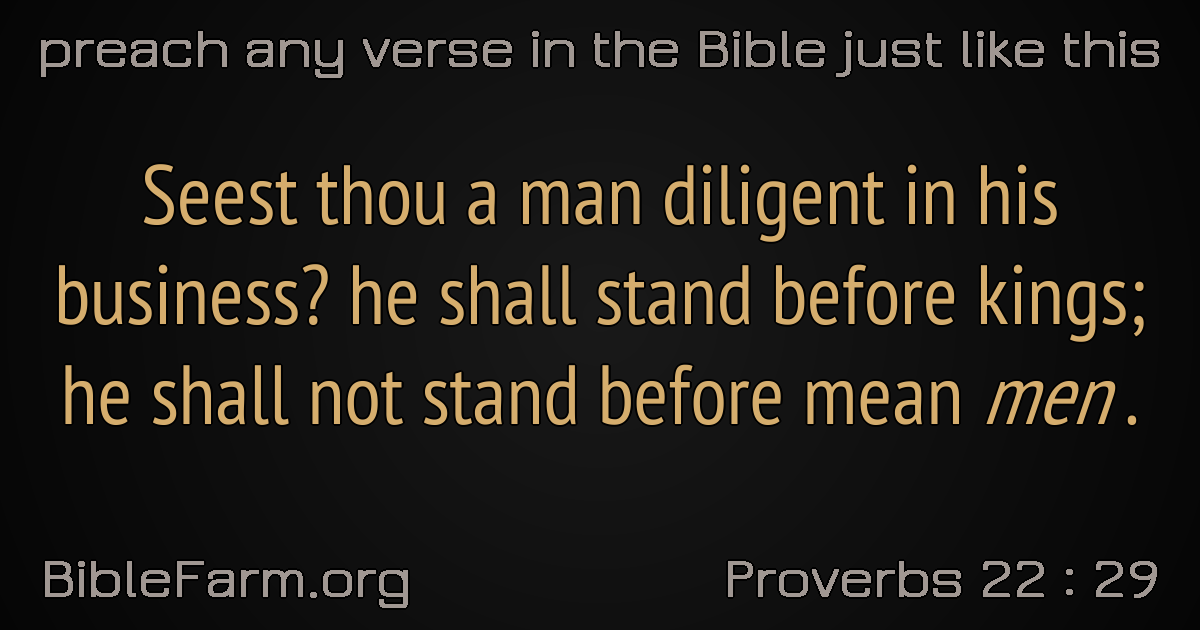 preach any verse in the Bible just like this
Seest thou a man diligent in his
business? he shall stand before kings;
he shall not stand before mean men .
BibleFarm.org
Proverbs 22 : 29